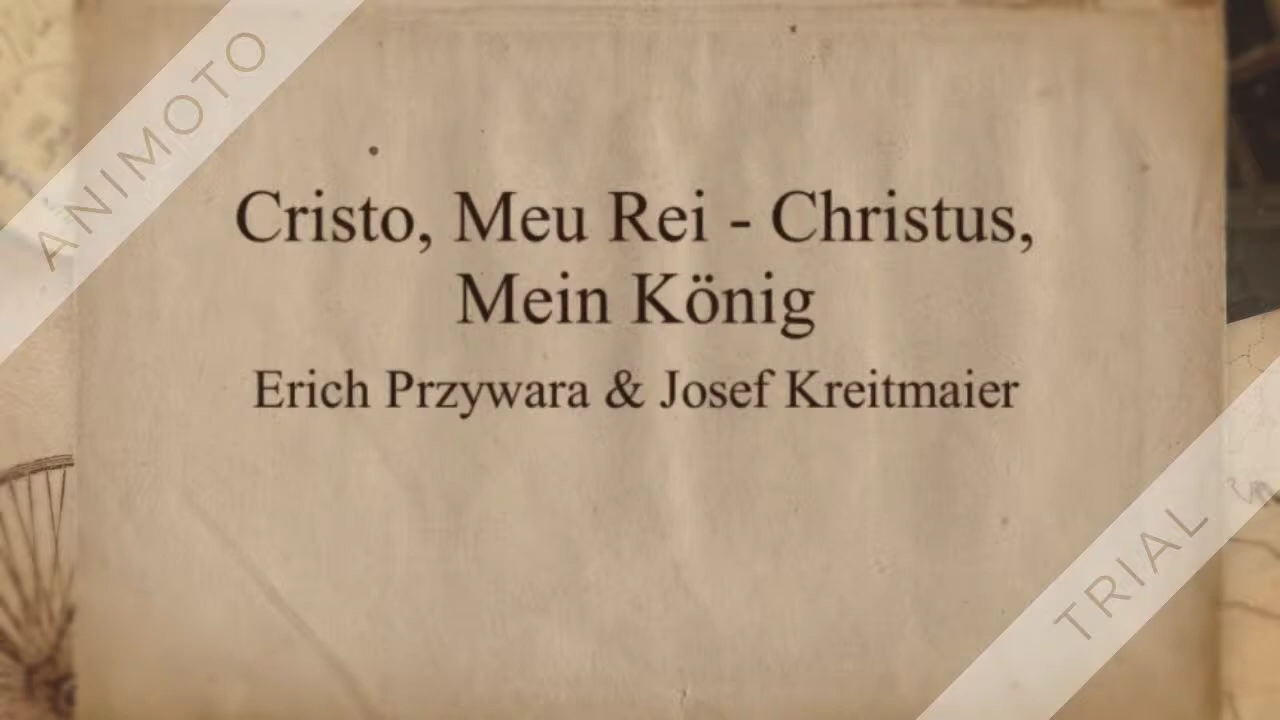 ANIMOTO
Cristo, Meu Rei - Christus,
Mein König
Erich Przywara & Josef Kreitmaier
TRIAL